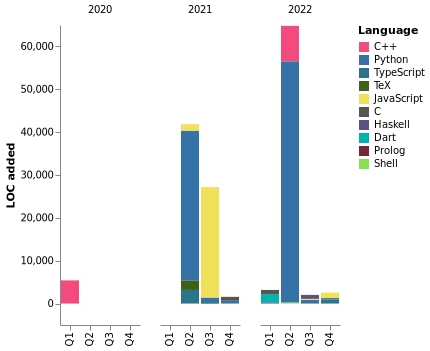 2020 2021 2022
Language
C++
Python
TypeScript
TeX
JavaScript
C
Haskell
Dart
Prolog
Shell
LOC added
60,000
50,000
40,000
30,000
20,000
10,000
0
Q1 Q2 Q3 Q4 Q1 Q2 Q3 Q4 Q1 Q2 Q3 Q4